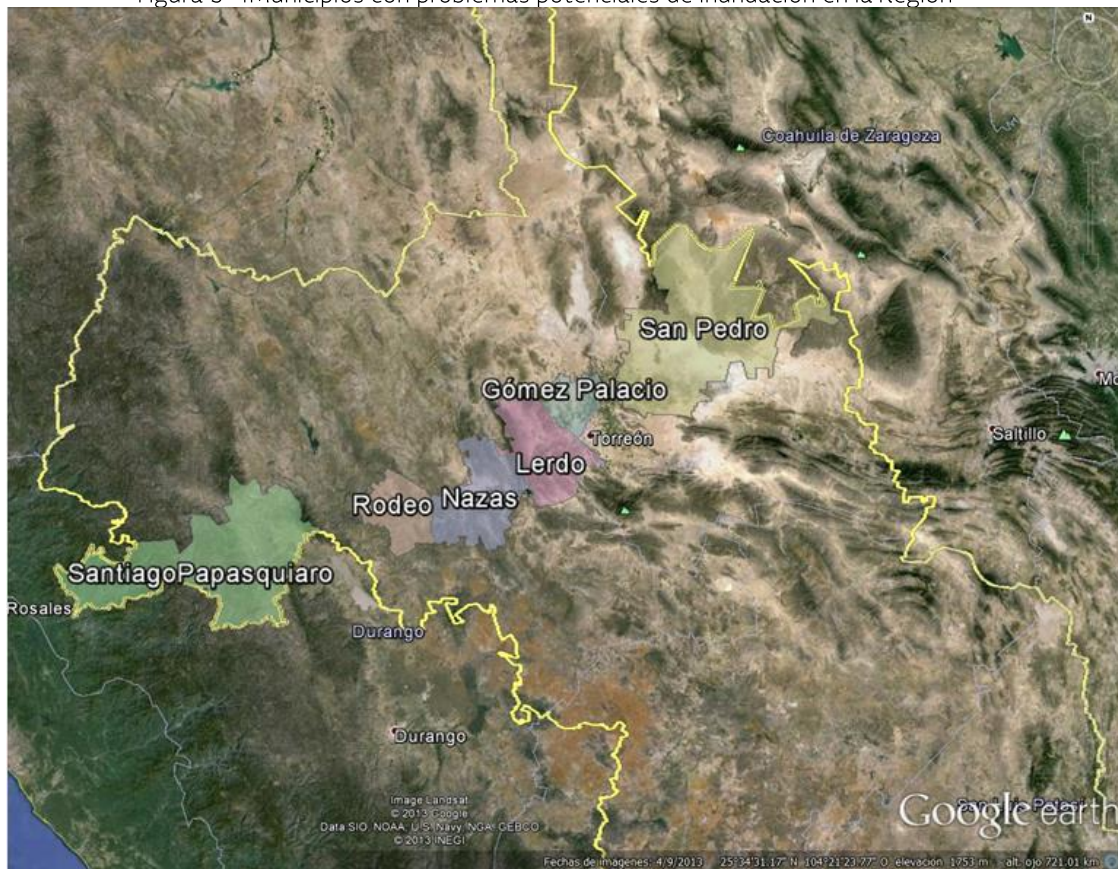 Figura 8 Municipios con problemas potenciales de inundación en la Región
N
Coahuila de Zaragoza
San Pedro
Gómez Palacio
Torreón
Saltillo
Lerdo
Rodeo
Nazas
SantiagoPapasquiaro
Rosales
Durango
Durango
Image Landsat
© 2013 Google
Data SIO, NOAA, U.S. Navy, NGA, GEBCO
© 2013 INEGI
Google earth
Fechas de imágenes: 4/9/2013 25°34'31.17" N 104°21'23.77" O elevación 1753 m alt. ojo 721.01 km